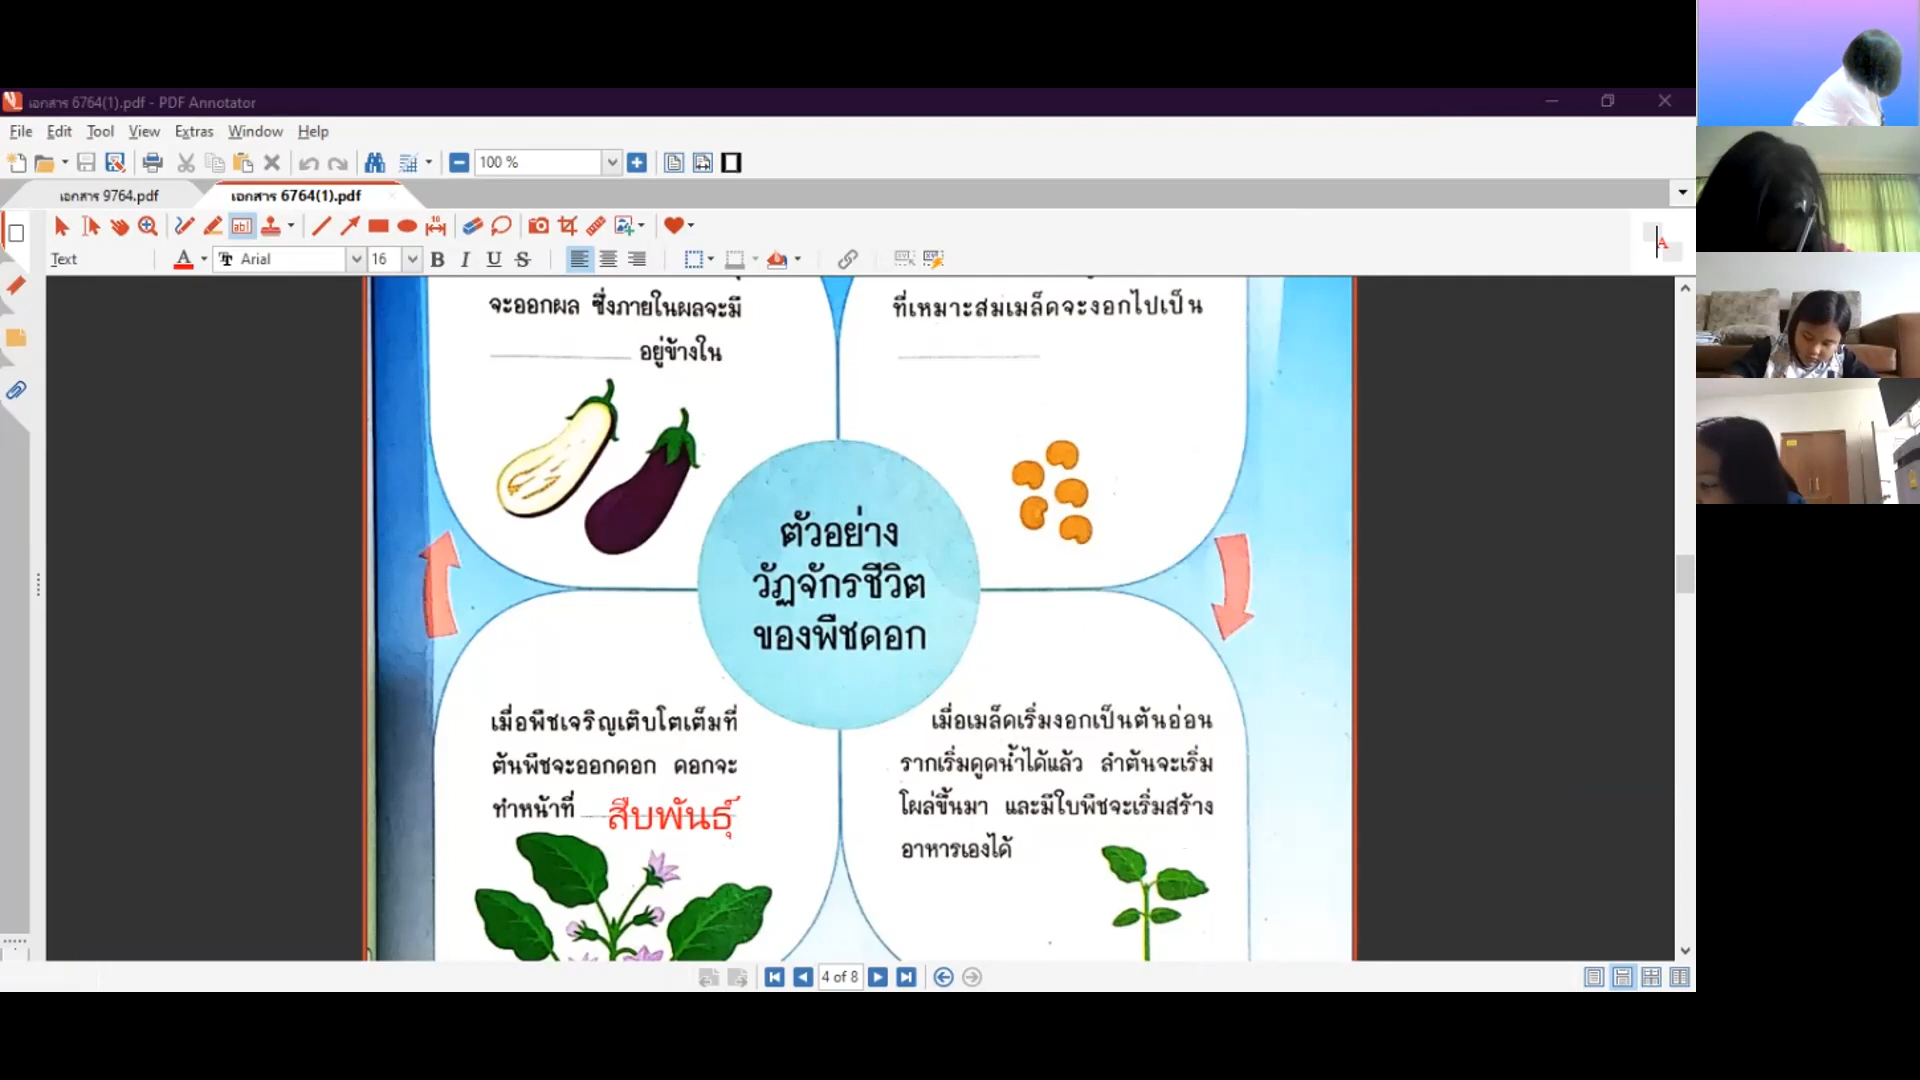 เอกสาร 6764(1).pdf - PDF Annotator
File Edit Tool View Extras Window Help
100 %
เอกสาร 9764.pdf
เอกสาร 6764(1).pdf
Text
Arial
16
B I U S
จะออกผล ซึ่งภายในผลจะมี
อยู่ข้างใน
ที่เหมาะสมเมล็ดจะงอกไปเป็น
ตัวอย่าง
วัฏจักรชีวิต
ของพืชดอก
เมื่อพืชเจริญเติบโตเต็มที่
ต้นพืชจะออกดอก ดอกจะ
ทำหน้าที่ สืบพันธุ์
เมื่อเมล็ดเริ่มงอกเป็นต้นอ่อน
รากเริ่มดูดน้ำได้แล้ว ลำต้นจะเริ่ม
โผล่ขึ้นมา และมีใบพืชจะเริ่มสร้าง
อาหารเองได้
4 of 8